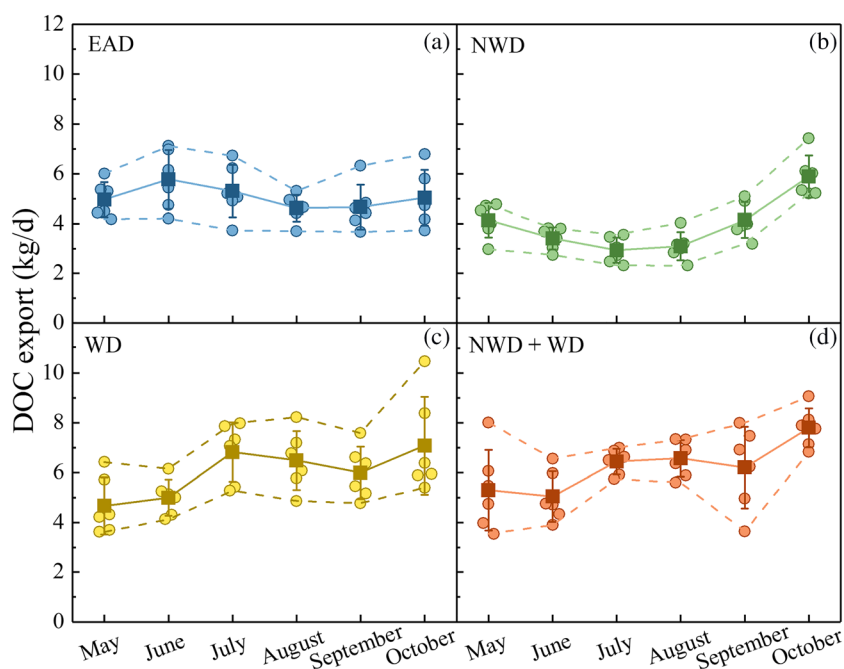 12
10
8
6
4
2
0
EAD
(a)
NWD
(b)
DOC export (kg/d)
10
8
6
4
2
0
WD
(c)
NWD + WD
(d)
May
June
July
August
September
October
May
June
July
August
September
October